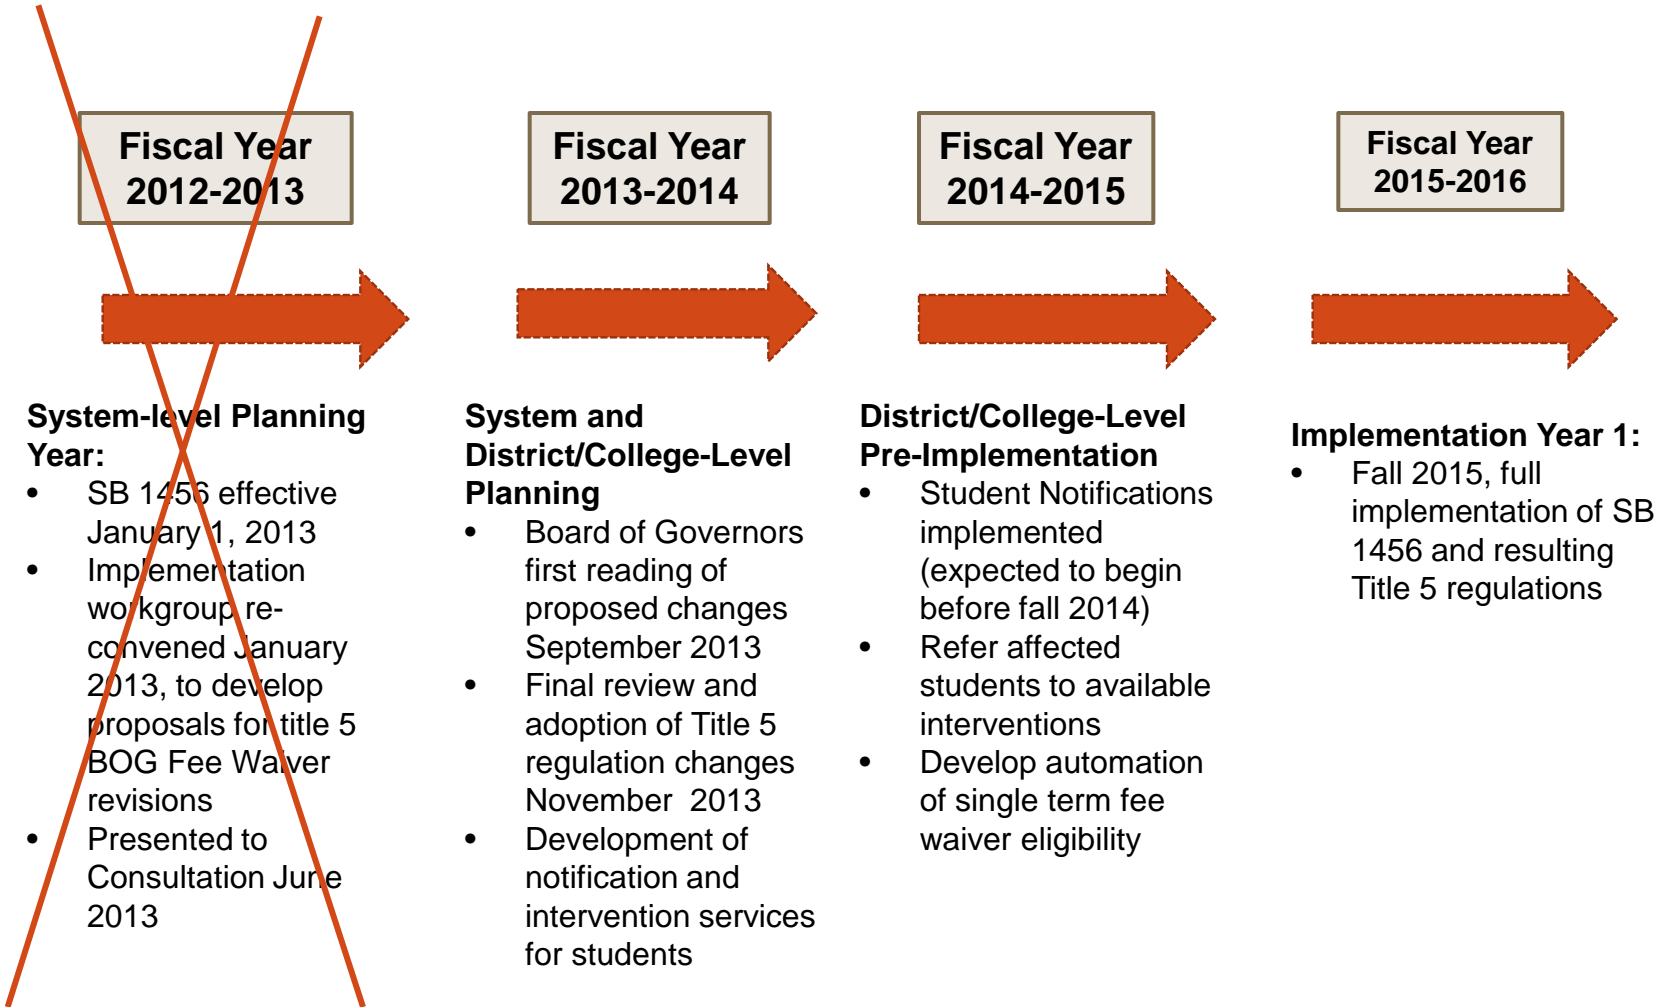 Fiscal Year
2012-2013
System-level Planning
Year:
• SB 1456 effective
January 1, 2013
• Implementation
workgroup re-
convened January
2013, to develop
proposals for title 5
BOG Fee Waiver
revisions
• Presented to
Consultation June
2013
Fiscal Year
2013-2014
System and
District/College-Level
Planning
• Board of Governors
first reading of
proposed changes
September 2013
• Final review and
adoption of Title 5
regulation changes
November  2013
• Development of
notification and
intervention services
for students
Fiscal Year
2014-2015
District/College-Level
Pre-Implementation
• Student Notifications
implemented
(expected to begin
before fall 2014)
• Refer affected
students to available
interventions
• Develop automation
of single term fee
waiver eligibility
Fiscal Year
2015-2016
Implementation Year 1:
• Fall 2015, full
implementation of SB
1456 and resulting
Title 5 regulations